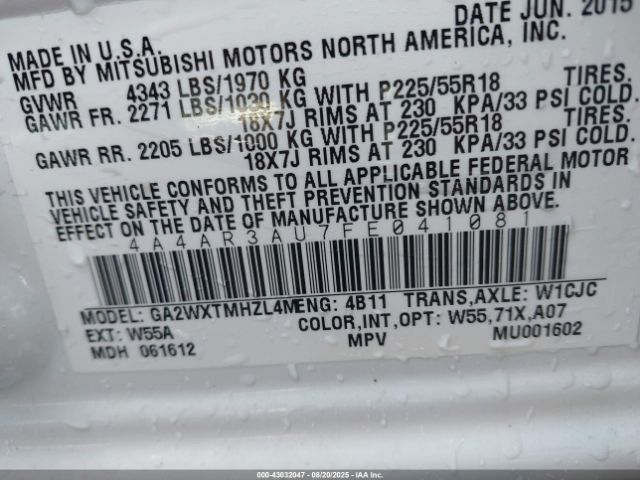 DATE JUN. 2015
MADE IN U.S.A.
MFD BY MITSUBISHI MOTORS NORTH AMERICA, INC.
GVWR 4343 LBS/1970 KG
GAWR FR. 2271 LBS/1030 KG WITH P225/55R18 TIRES.
18X7J RIMS AT 230 KPA/33 PSI COLD.
GAWR RR. 2205 LBS/1000 KG WITH P225/55R18 TIRES.
18X7J RIMS AT 230 KPA/33 PSI COLD.
THIS VEHICLE CONFORMS TO ALL APPLICABLE FEDERAL MOTOR
VEHICLE SAFETY AND THEFT PREVENTION STANDARDS IN
EFFECT ON THE DATE OF MANUFACTURE SHOWN ABOVE.
4A4AR3AU7FE041081
MODEL: GA2WXTMHZL4M ENG: 4B11 TRANS,AXLE: W1CJC
EXT: W55A COLOR,INT,OPT: W55,71X,A07
MDH 061612 MPV MU001602
000-43032047 - 08/20/2025 - COPYRIGHT IAA, LLC.